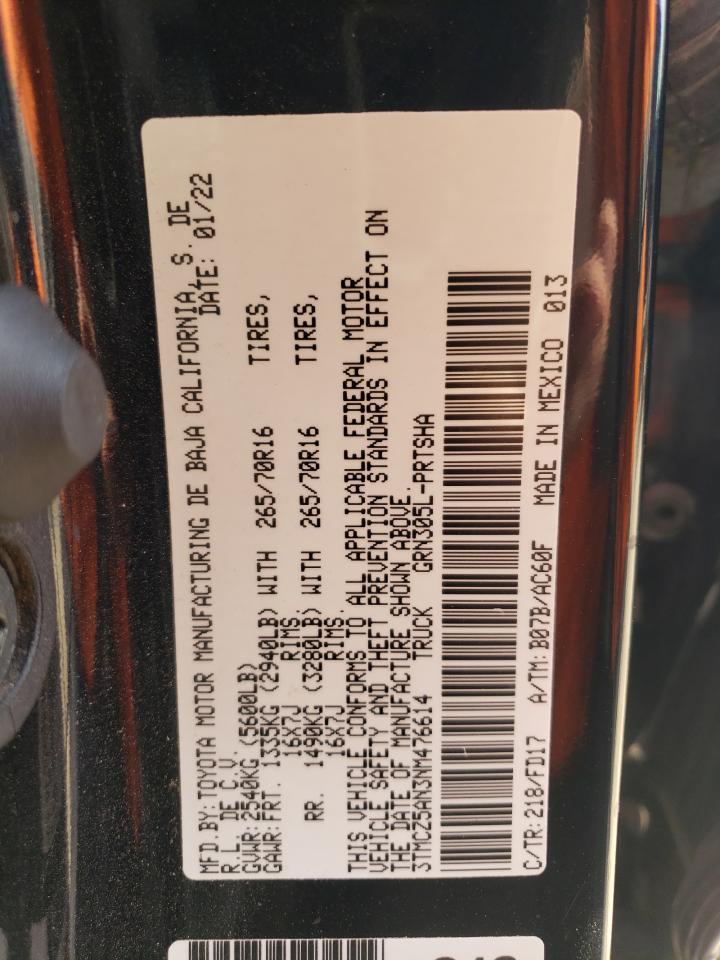 MFD.BY:TOYOTA MOTOR MANUFACTURING DE BAJA CALIFORNIA, S. DE
R.L. DE C.V. DATE: 01/22
GVWR:2540KG (5600LB)
GAWR:FRT. 1335KG (2940LB) WITH 265/70R16 TIRES,
16X7J RIMS
RR. 1490KG (3280LB) WITH 265/70R16 TIRES,
16X7J RIMS.
THIS VEHICLE CONFORMS TO ALL APPLICABLE FEDERAL MOTOR
VEHICLE SAFETY AND THEFT PREVENTION STANDARDS IN EFFECT ON
THE DATE OF MANUFACTURE SHOWN ABOVE.
3TMCZ5AN3NM476614 TRUCK GRN305L-PRTSHA
C/TR:218/FD17 A/TM:B07B/AC60F MADE IN MEXICO 013